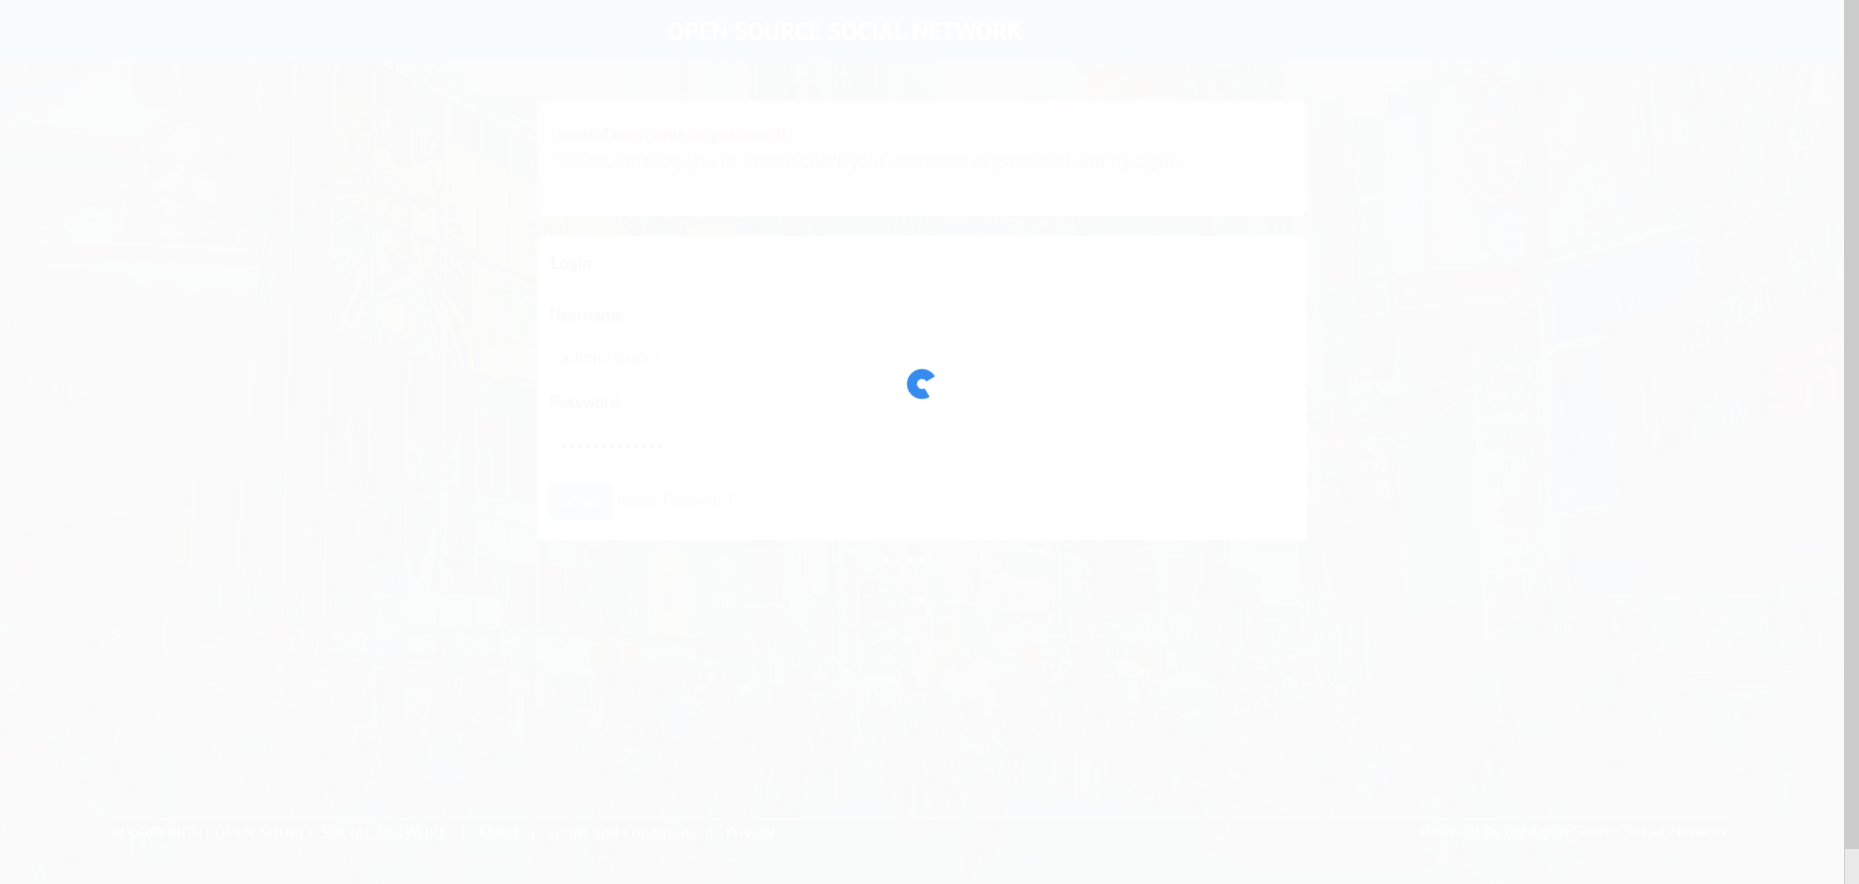 OPEN SOURCE SOCIAL NETWORK
Invalid username or password!
We couldn't log you in. Please check your username or password and try again.
Login
Username
administrator
Password
•••••••••••••
Login Reset Password
© COPYRIGHT OPEN SOURCE SOCIAL NETWORK About Terms and Conditions Privacy Powered by the Open Source Social Network.